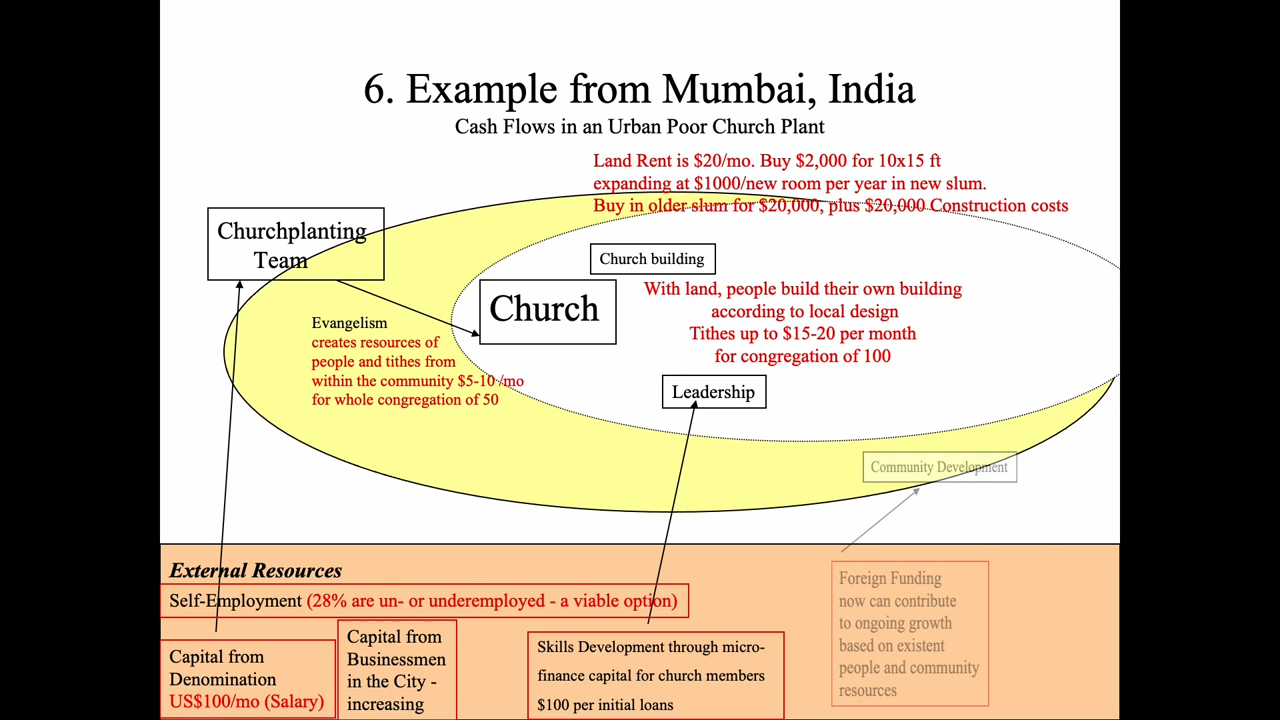 6. Example from Mumbai, India
Cash Flows in an Urban Poor Church Plant
Land Rent is $20/mo. Buy $2,000 for 10x15 ft
expanding at $1000/new room per year in new slum.
Buy in older slum for $20,000, plus $20,000 Construction costs
Churchplanting
Team
Church building
Church
With land, people build their own building
according to local design
Tithes up to $15-20 per month
for congregation of 100
Evangelism
creates resources of
people and tithes from
within the community $5-10 /mo
for whole congregation of 50
Leadership
Community Development
External Resources
Self-Employment (28% are un- or underemployed - a viable option)
Capital from
Denomination
US$100/mo (Salary)
Capital from
Businessmen
in the City -
increasing
Skills Development through micro-
finance capital for church members
$100 per initial loans
Foreign Funding
now can contribute
to ongoing growth
based on existent
people and community
resources